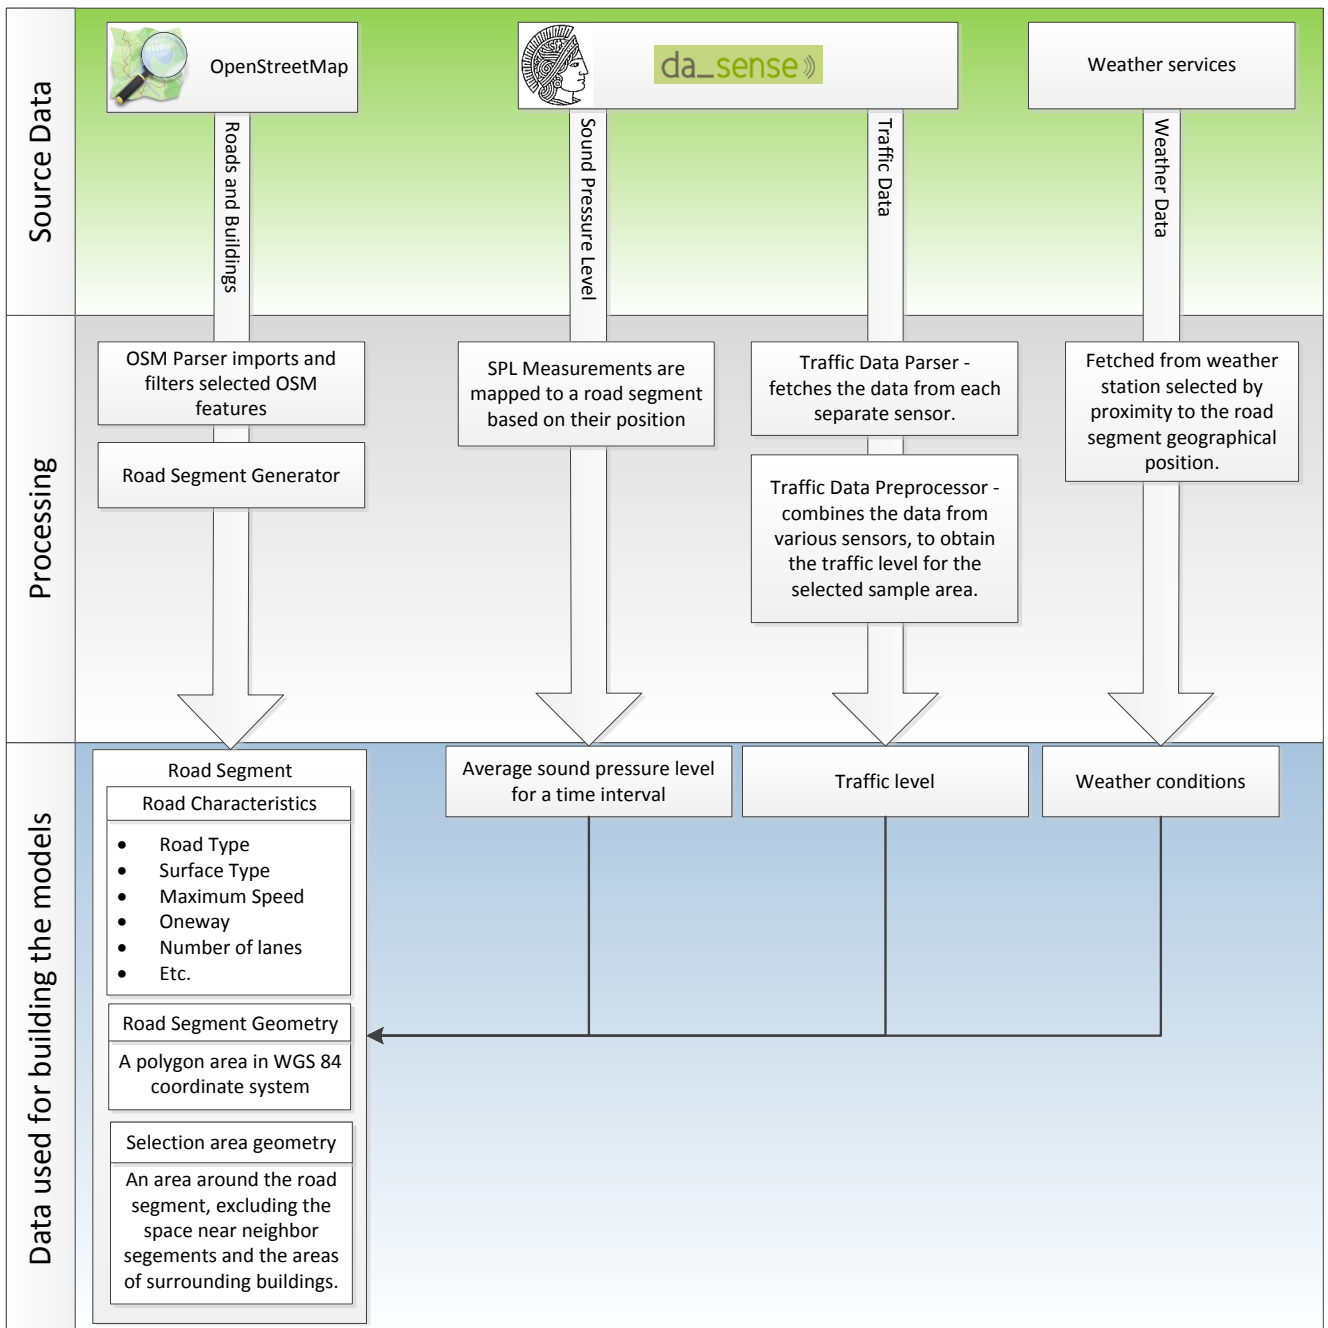 Source Data
OpenStreetMap
da_sense
Weather services
Roads and Buildings
Sound Pressure Level
Traffic Data
Weather Data
Processing
OSM Parser imports and
filters selected OSM
features
Road Segment Generator
SPL Measurements are
mapped to a road segment
based on their position
Traffic Data Parser -
fetches the data from each
separate sensor.
Traffic Data Preprocessor -
combines the data from
various sensors, to obtain
the traffic level for the
selected sample area.
Fetched from weather
station selected by
proximity to the road
segment geographical
position.
Data used for building the models
Road Segment
Road Characteristics
• Road Type
• Surface Type
• Maximum Speed
• Oneway
• Number of lanes
• Etc.
Road Segment Geometry
A polygon area in WGS 84
coordinate system
Selection area geometry
An area around the road
segment, excluding the
space near neighbor
segements and the areas
of surrounding buildings.
Average sound pressure level
for a time interval
Traffic level
Weather conditions